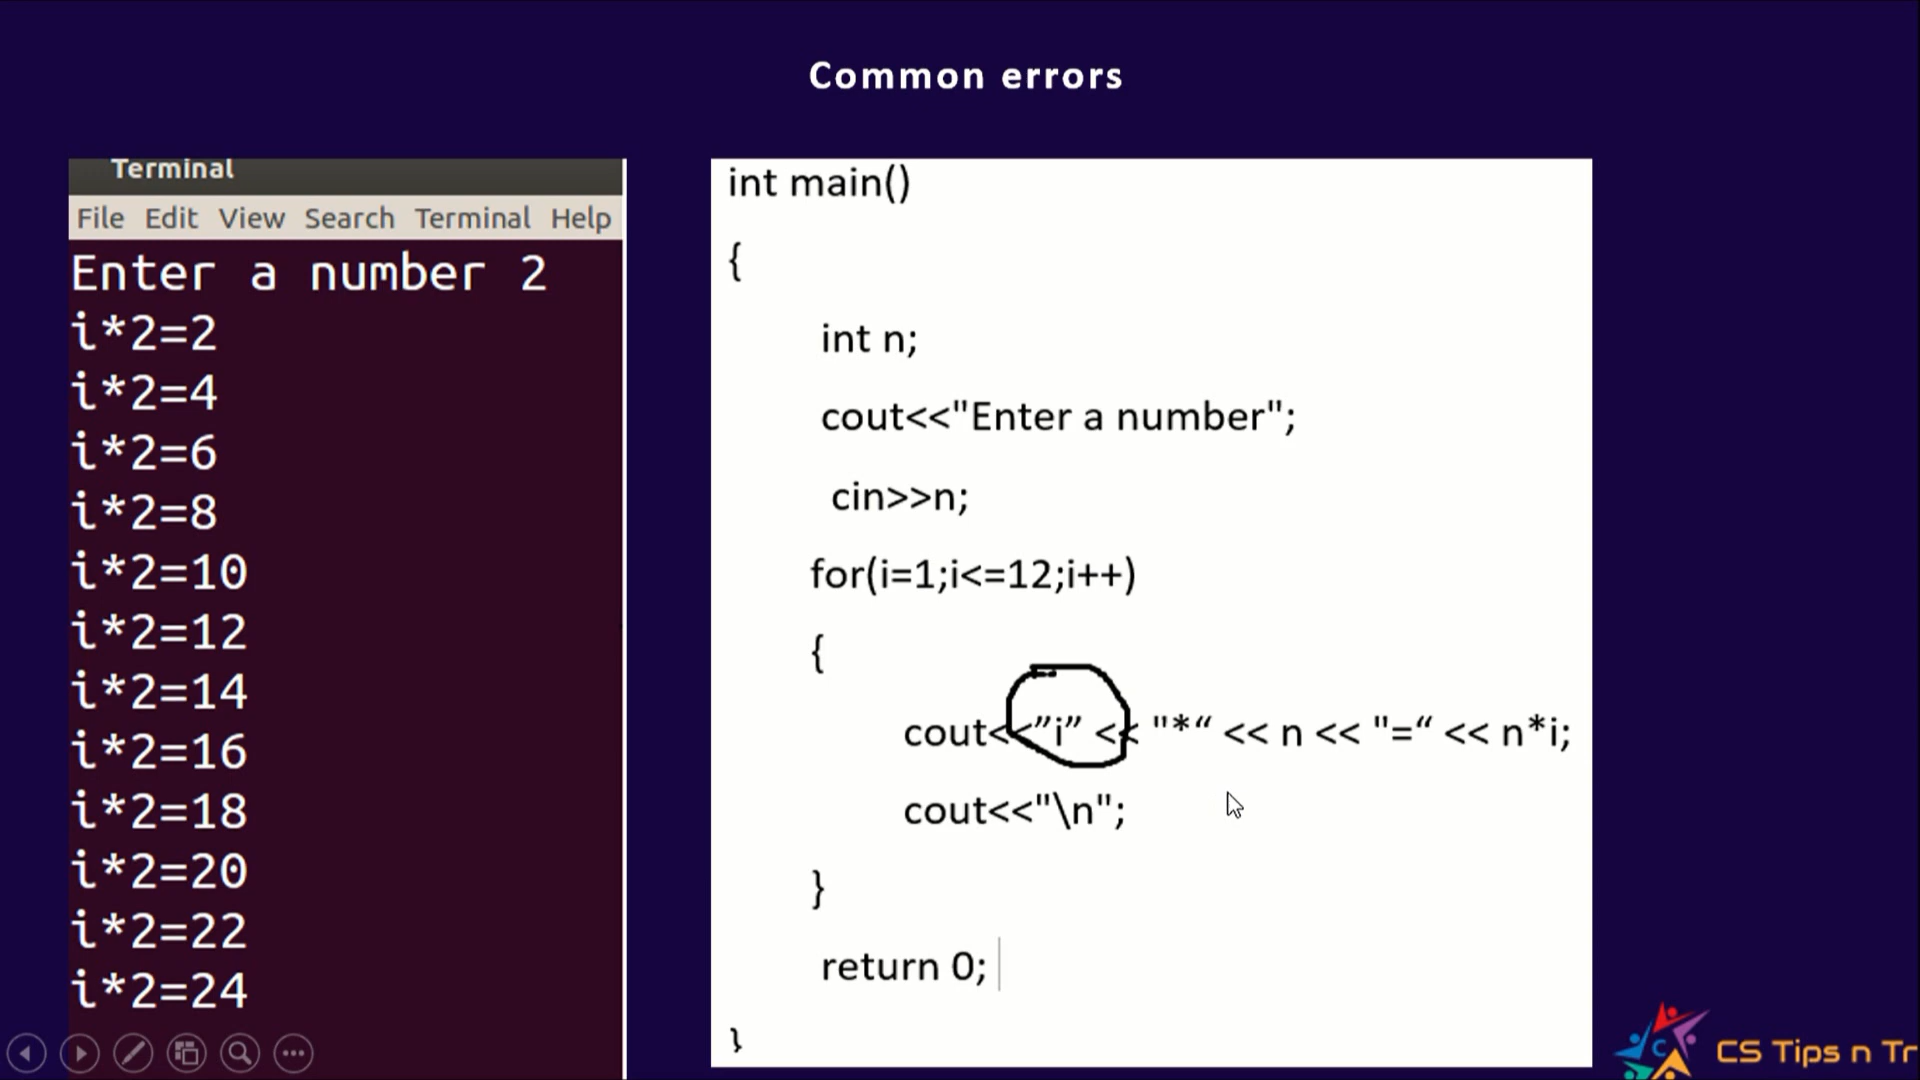 Common errors
Terminal
File Edit View Search Terminal Help
Enter a number 2
i*2=2
i*2=4
i*2=6
i*2=8
i*2=10
i*2=12
i*2=14
i*2=16
i*2=18
i*2=20
i*2=22
i*2=24
int main()
{
int n;
cout<<"Enter a number";
cin>>n;
for(i=1;i<=12;i++)
{
cout<<”i” << "*“ << n << "=“ << n*i;
cout<<"\n";
}
return 0;
}
C
CS Tips n Tr